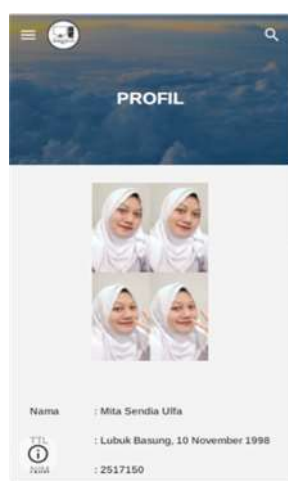 PROFIL
Nama : Mita Sendia Ulfa
TTL : Lubuk Basung, 10 November 1998
NIM : 2517150